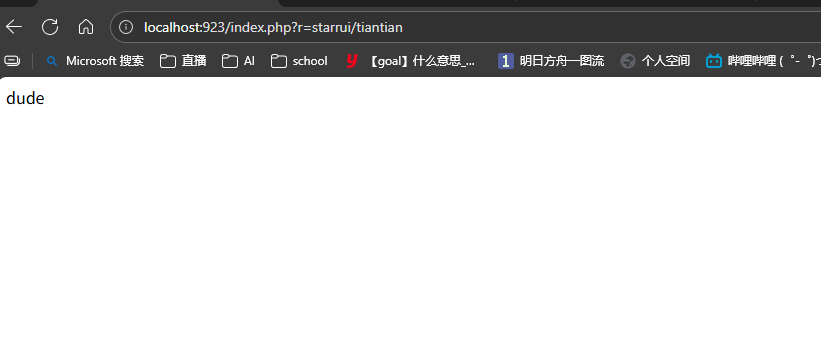 localhost:923/index.php?r=starrui/tiantian
Microsoft 搜索 直播 AI school 【goal】什么意思_... 1 明日方舟一图流 个人空间 哔哩哔哩 (゜-゜)つ
dude